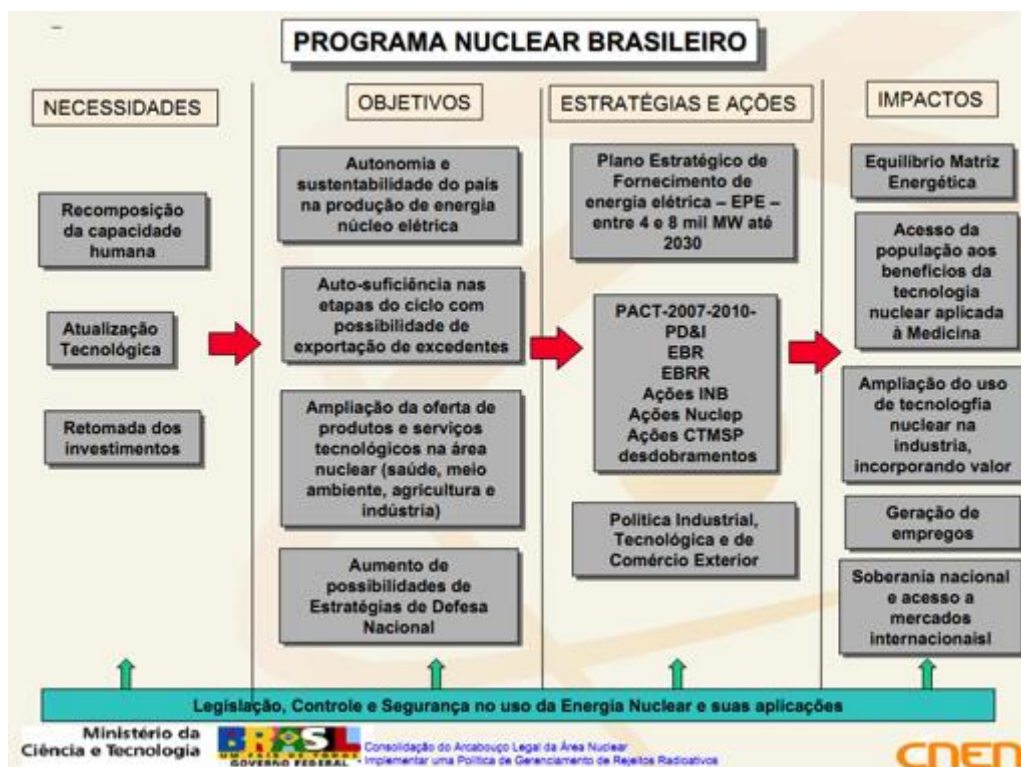 PROGRAMA NUCLEAR BRASILEIRO
NECESSIDADES
Recomposição
da capacidade
humana
Atualização
Tecnológica
Retomada dos
investimentos
OBJETIVOS
Autonomia e
sustentabilidade do país
na produção de energia
núcleo elétrica
Auto-suficiência nas
etapas do ciclo com
possibilidade de
exportação de excedentes
Ampliação da oferta de
produtos e serviços
tecnológicos na área
nuclear (saúde, meio
ambiente, agricultura e
indústria)
Aumento de
possibilidades de
Estratégias de Defesa
Nacional
ESTRATÉGIAS E AÇÕES
Plano Estratégico de
Fornecimento de
energia elétrica – EPE –
entre 4 e 8 mil MW até
2030
PACT-2007-2010-
PD&I
EBR
EBRR
Ações INB
Ações Nuclep
Ações CTMSP
desdobramentos
Política Industrial,
Tecnológica e de
Comércio Exterior
IMPACTOS
Equilíbrio Matriz
Energética
Acesso da
população aos
benefícios da
tecnologia
nuclear aplicada
à Medicina
Ampliação do uso
de tecnologfia
nuclear na
industria,
incorporando valor
Geração de
empregos
Soberania nacional
e acesso a
mercados
internacionaisl
Legislação, Controle e Segurança no uso da Energia Nuclear e suas aplicações
Ministério da
Ciência e Tecnologia
BRASIL
UM PAÍS DE TODOS
GOVERNO FEDERAL
Consolidação do Arcabouço Legal da Área Nuclear
- Implementar uma Política de Gerenciamento de Rejeitos Radioativos
CNEN